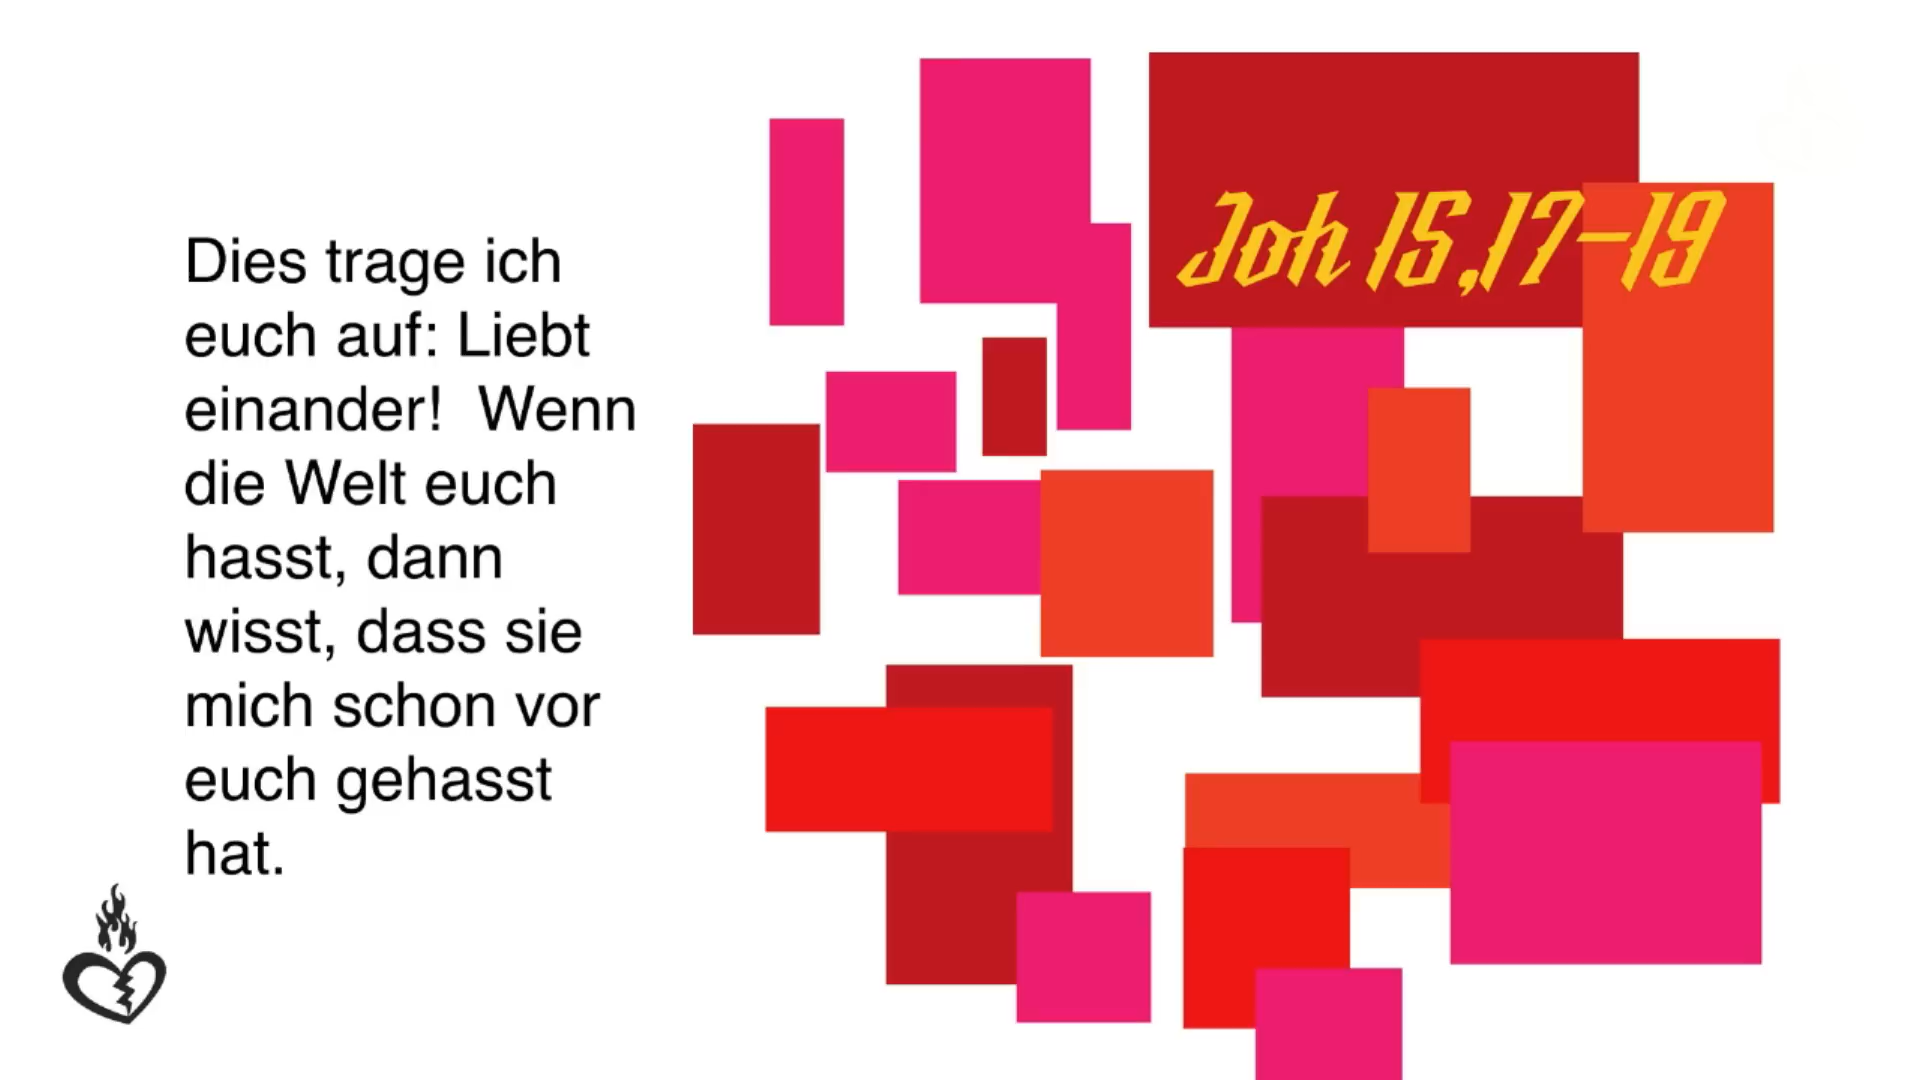 Dies trage ich
euch auf: Liebt
einander!  Wenn
die Welt euch
hasst, dann
wisst, dass sie
mich schon vor
euch gehasst
hat.
Joh 15,17-19